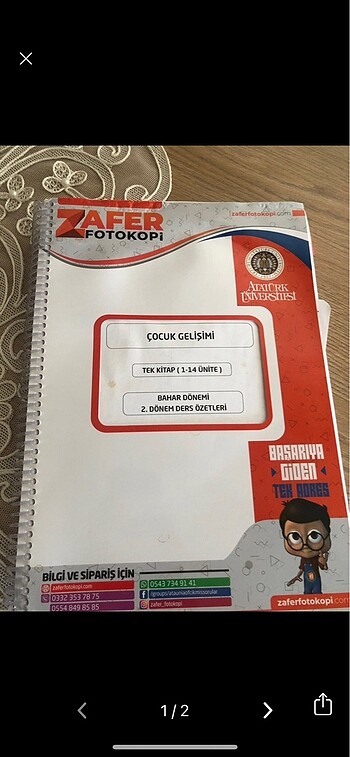 ZAFER
FOTOKOPİ
zaferfotokopi.com
ATATÜRK
ÜNİVERSİTESİ
ÇOCUK GELİŞİMİ
TEK KİTAP ( 1-14 ÜNİTE )
BAHAR DÖNEMİ
2. DÖNEM DERS ÖZETLERİ
BAŞARIYA
GİDEN
TEK ADRES
BİLGİ VE SİPARİŞ İÇİN
zaferfotokopi.com
0332 353 78 75
0554 849 85 85
0543 734 91 41
/groups/ataunaofcikmissorular
zafer_fotokopi
zaferfotokopi.com
1/2